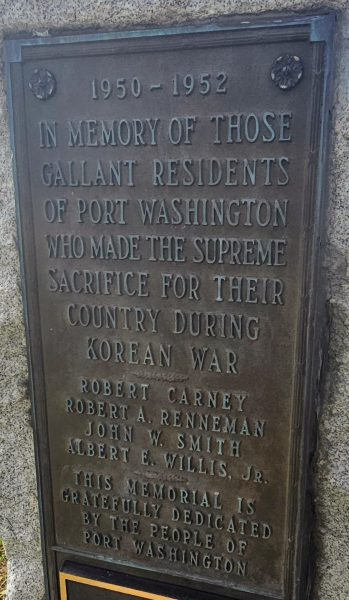 1950 - 1952
IN MEMORY OF THOSE
GALLANT RESIDENTS
OF PORT WASHINGTON
WHO MADE THE SUPREME
SACRIFICE FOR THEIR
COUNTRY DURING
KOREAN WAR
ROBERT CARNEY
ROBERT A. RENNEMAN
JOHN W. SMITH
ALBERT E. WILLIS, JR.
THIS MEMORIAL IS
GRATEFULLY DEDICATED
BY THE PEOPLE OF
PORT WASHINGTON